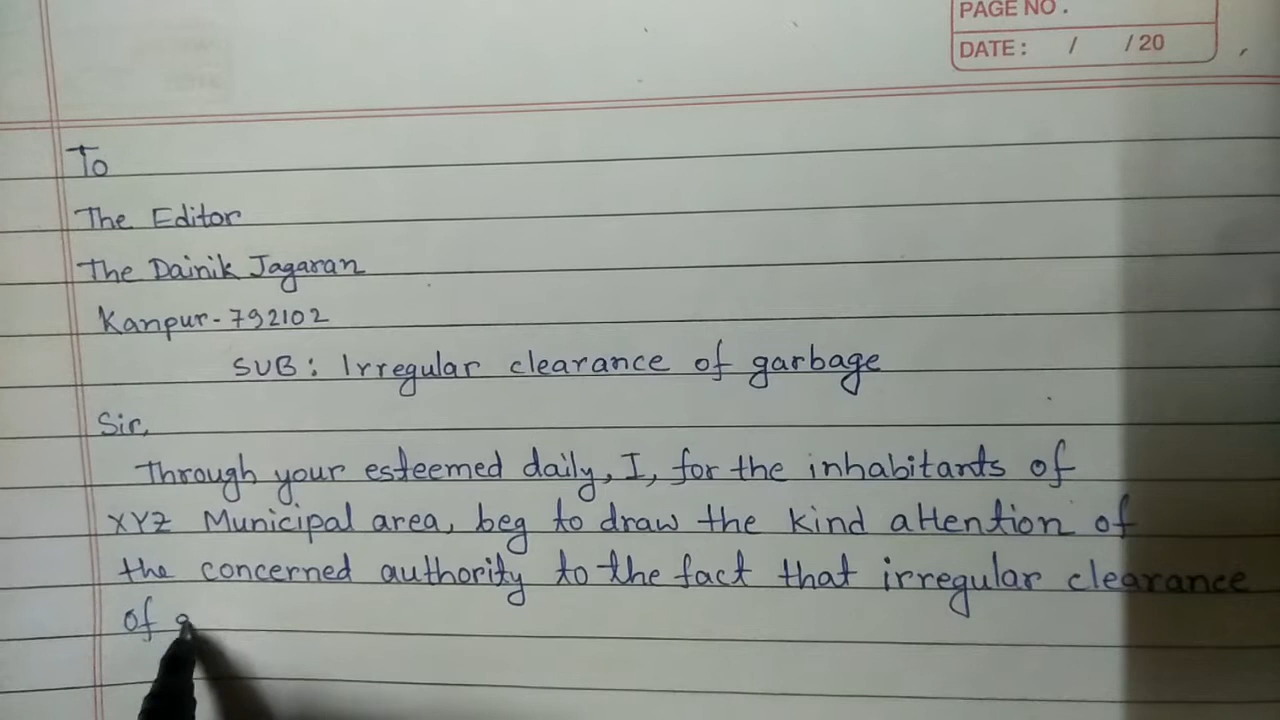 PAGE NO.
DATE: / /20
To
The Editor
The Dainik Jagaran
Kanpur-792102
SUB: Irregular clearance of garbage
Sir,
Through your esteemed daily, I, for the inhabitants of
XYZ Municipal area, beg to draw the kind attention of
the concerned authority to the fact that irregular clearance
of